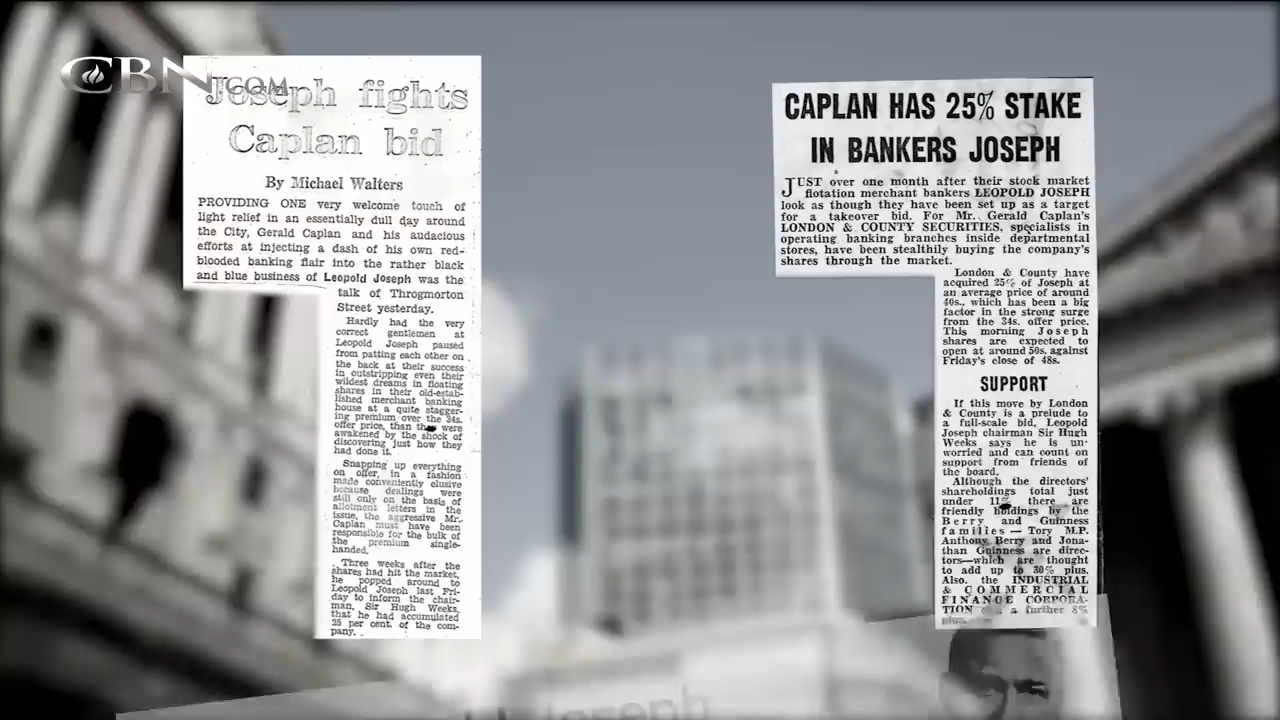 CBN.COM
Joseph fights
Caplan bid
By Michael Walters
PROVIDING ONE very welcome touch of
light relief in an essentially dull day around
the City, Gerald Caplan and his audacious
efforts at injecting a dash of his own red-
blooded banking flair into the rather black
and blue business of Leopold Joseph was the
talk of Throgmorton
Street yesterday.
Hardly had the very
correct gentlemen at
Leopold Joseph paused
from patting each other on
the back at their success
in outstripping even their
wildest dreams in floating
shares in their old-estab-
lished merchant banking
house at a quite stagger-
ing premium over the 34s.
offer price, than they were
awakened by the shock of
discovering just how they
had done it.
Snapping up everything
on offer, in a fashion
made conveniently elusive
because dealings were
still only on the basis of
allotment letters in the
issue, the aggressive Mr.
Caplan must have been
responsible for the bulk of
the premium single-
handed.
Three weeks after the
shares had hit the market,
he popped around to
Leopold Joseph last Fri-
day to inform the chair-
man, Sir Hugh Weeks,
that he had accumulated
25 per cent. of the com-
pany.
CAPLAN HAS 25% STAKE
IN BANKERS JOSEPH
JUST over one month after their stock market
flotation merchant bankers LEOPOLD JOSEPH
look as though they have been set up as a target
for a takeover bid. For Mr. Gerald Caplan's
LONDON & COUNTY SECURITIES, specialists in
operating banking branches inside departmental
stores, have been stealthily buying the company's
shares through the market.
London & County have
acquired 25% of Joseph at
an average price of around
40s., which has been a big
factor in the strong surge
from the 34s. offer price.
This morning Joseph
shares are expected to
open at around 50s. against
Friday's close of 48s.
SUPPORT
If this move by London
& County is a prelude to
a full-scale bid, Leopold
Joseph chairman Sir Hugh
Weeks says he is un-
worried and can count on
support from friends of
the board.
Although the directors'
shareholdings total just
under 11% there are
friendly holdings by the
Berry and Guinness
families — Tory M.P.
Anthony Berry and Jona-
than Guinness are direc-
tors—which are thought
to add up to 30% plus.
Also, the INDUSTRIAL
& COMMERCIAL
FINANCE CORPORA-
TION a further 8%